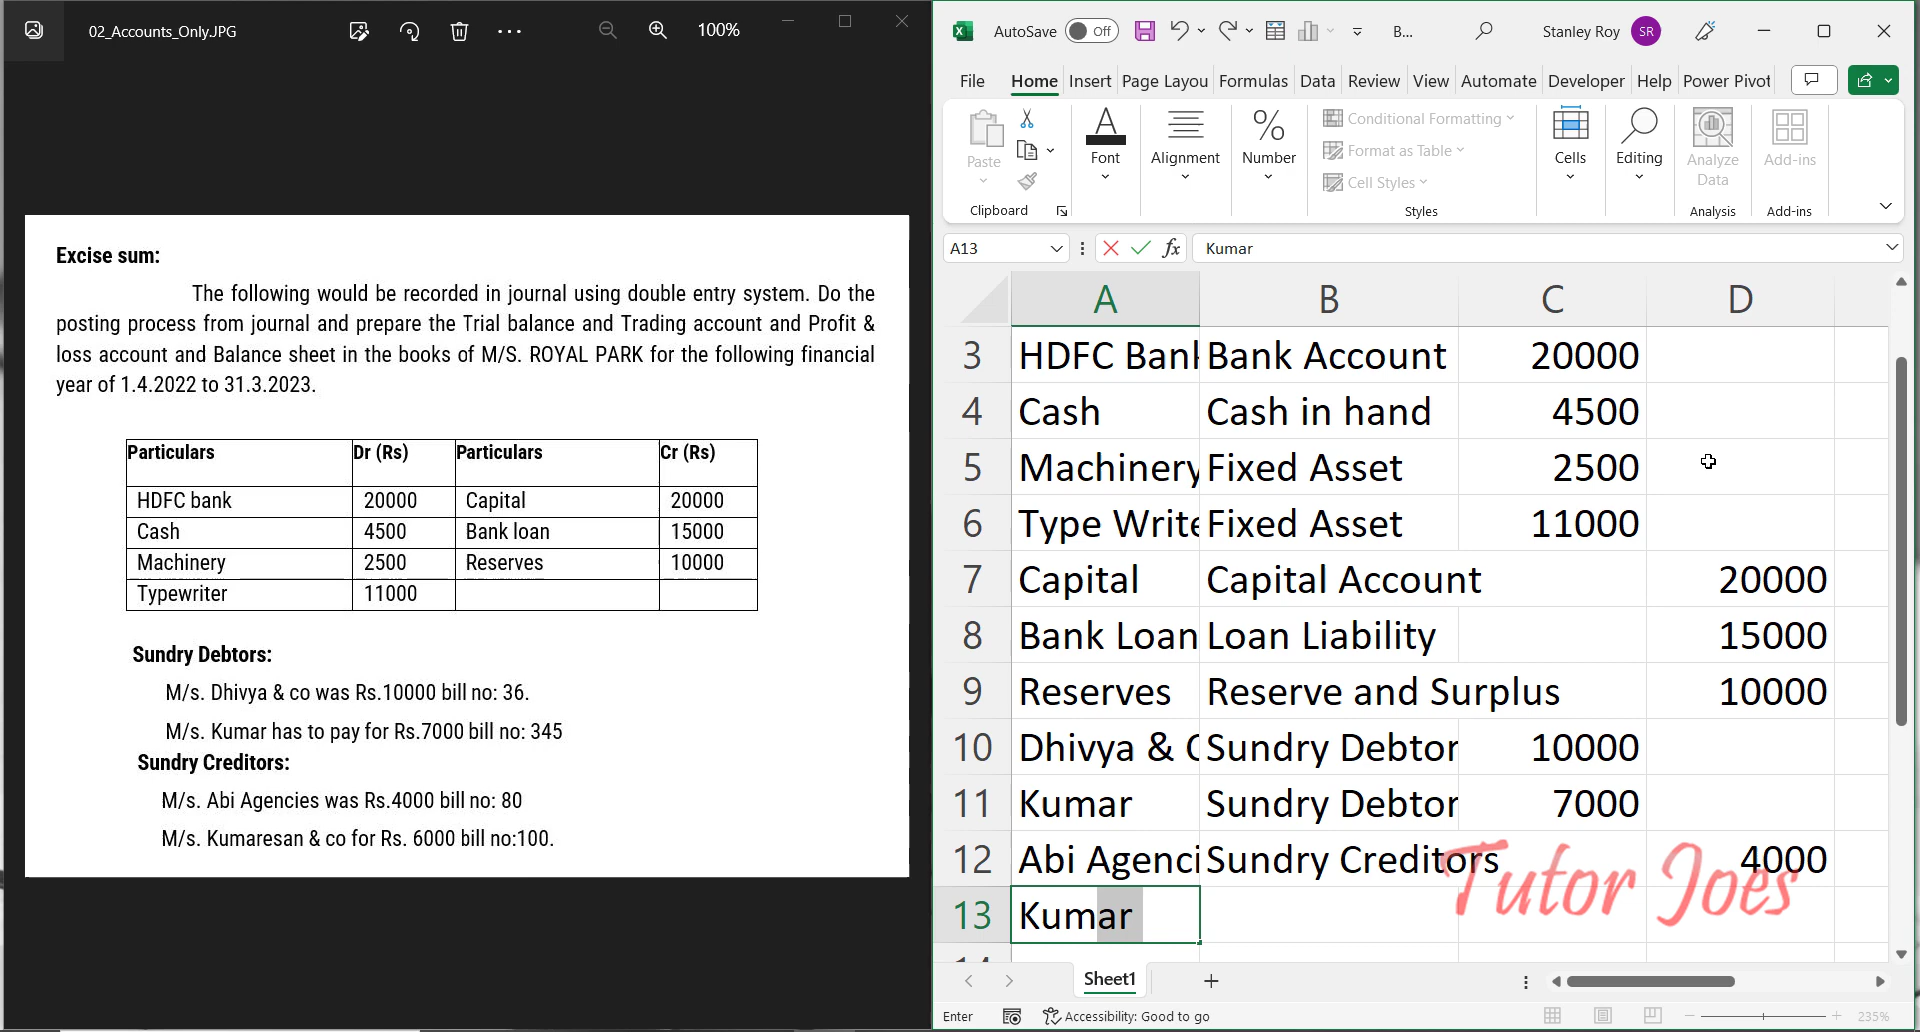 02_Accounts_Only.JPG
100%
Excise sum:
The following would be recorded in journal using double entry system. Do the
posting process from journal and prepare the Trial balance and Trading account and Profit &
loss account and Balance sheet in the books of M/S. ROYAL PARK for the following financial
year of 1.4.2022 to 31.3.2023.
Particulars Dr (Rs) Particulars Cr (Rs)
HDFC bank 20000 Capital 20000
Cash 4500 Bank loan 15000
Machinery 2500 Reserves 10000
Typewriter 11000
Sundry Debtors:
M/s. Dhivya & co was Rs.10000 bill no: 36.
M/s. Kumar has to pay for Rs.7000 bill no: 345
Sundry Creditors:
M/s. Abi Agencies was Rs.4000 bill no: 80
M/s. Kumaresan & co for Rs. 6000 bill no:100.
AutoSave Off B... Stanley Roy SR
File Home Insert Page Layou Formulas Data Review View Automate Developer Help Power Pivot
Paste Font Alignment Number Conditional Formatting Format as Table Cell Styles Cells Editing Analyze Data Add-ins
Clipboard Styles Analysis Add-ins
A13 fx Kumar
A B C D
3 HDFC Bank Bank Account 20000
4 Cash Cash in hand 4500
5 Machinery Fixed Asset 2500
6 Type Write Fixed Asset 11000
7 Capital Capital Account 20000
8 Bank Loan Loan Liability 15000
9 Reserves Reserve and Surplus 10000
10 Dhivya & C Sundry Debtor 10000
11 Kumar Sundry Debtor 7000
12 Abi Agenci Sundry Creditors 4000
13 Kumar
Tutor Joes
Sheet1
Enter Accessibility: Good to go 235%